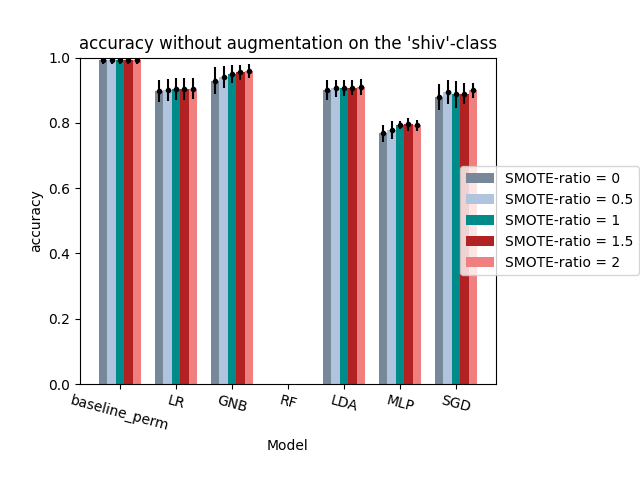 accuracy without augmentation on the 'shiv'-class
1.0
0.8
0.6
0.4
0.2
0.0
accuracy
SMOTE-ratio = 0
SMOTE-ratio = 0.5
SMOTE-ratio = 1
SMOTE-ratio = 1.5
SMOTE-ratio = 2
baseline_perm LR GNB RF LDA MLP SGD
Model